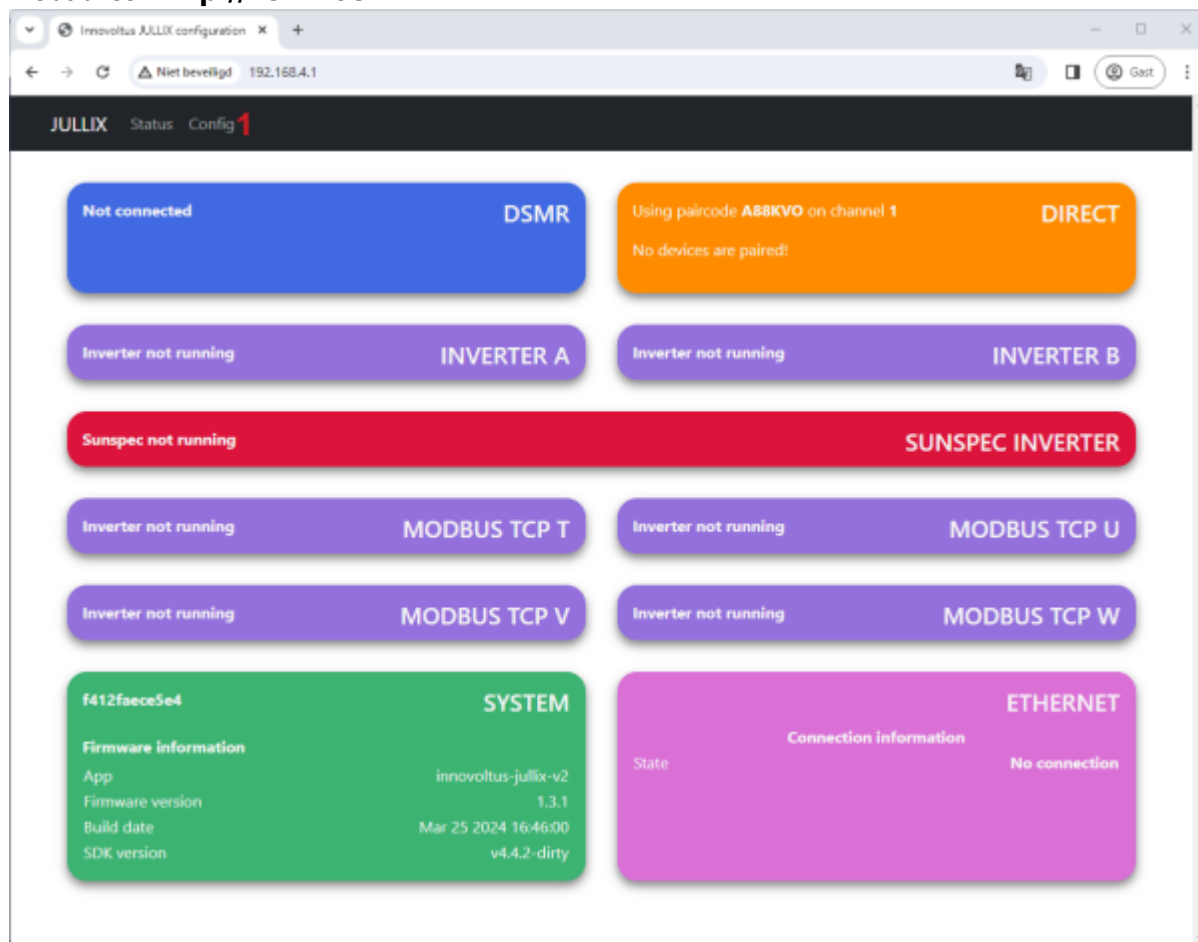 Innovoltus JULLIX configuration
Niet beveiligd 192.168.4.1
Gast
JULLIX Status Config 1
Not connected DSMR
Using paircode A88KVO on channel 1 DIRECT
No devices are paired!
Inverter not running INVERTER A
Inverter not running INVERTER B
Sunspec not running SUNSPEC INVERTER
Inverter not running MODBUS TCP T
Inverter not running MODBUS TCP U
Inverter not running MODBUS TCP V
Inverter not running MODBUS TCP W
f412faece5e4 SYSTEM
Firmware information
App innovoltus-jullix-v2
Firmware version 1.3.1
Build date Mar 25 2024 16:46:00
SDK version v4.4.2-dirty
ETHERNET
Connection information
State No connection